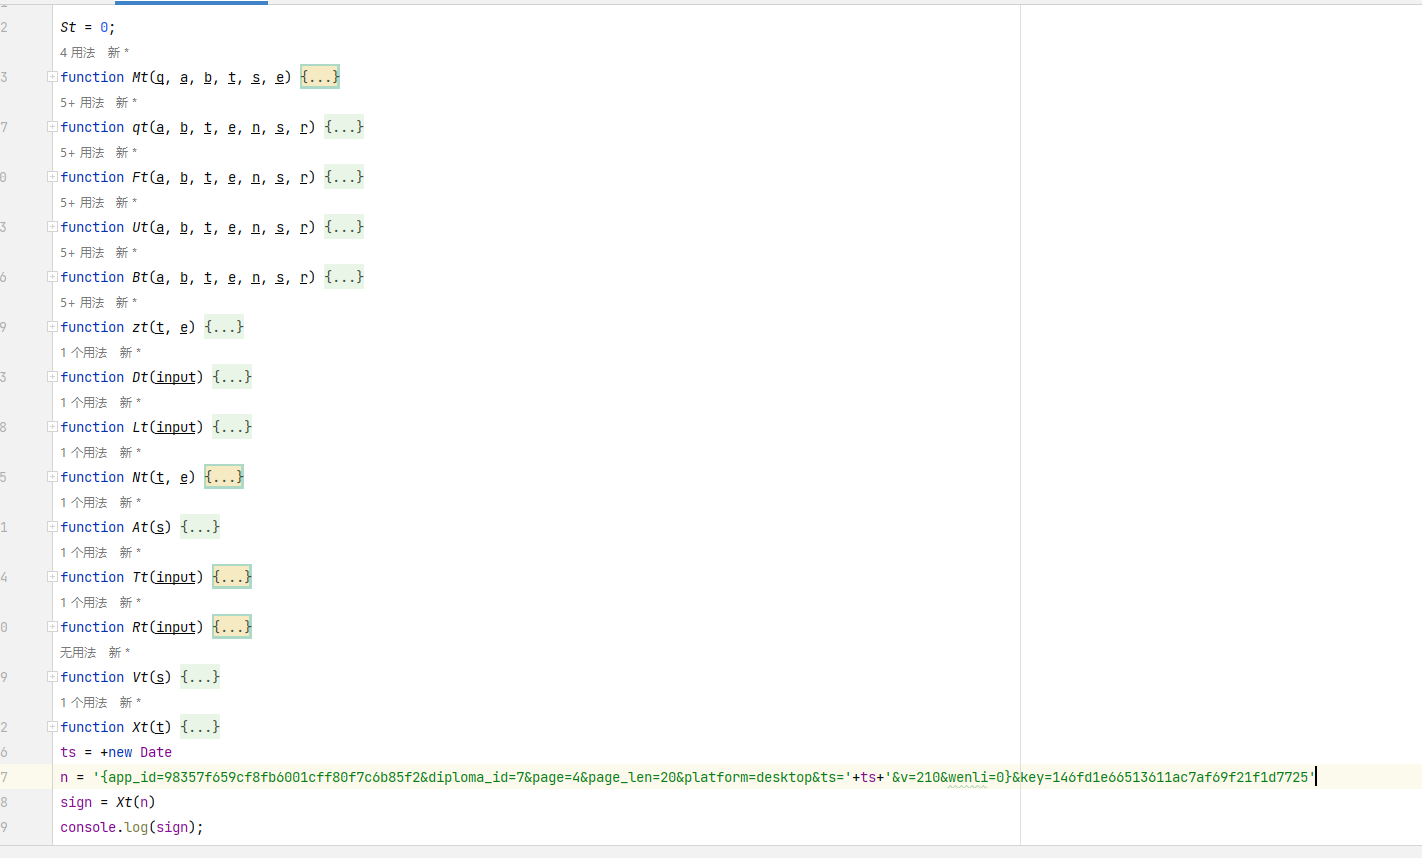 2 St = 0;
4 用法 新 *
3 function Mt(q, a, b, t, s, e) {...}
5+ 用法 新 *
7 function qt(a, b, t, e, n, s, r) {...}
5+ 用法 新 *
0 function Ft(a, b, t, e, n, s, r) {...}
5+ 用法 新 *
3 function Ut(a, b, t, e, n, s, r) {...}
5+ 用法 新 *
6 function Bt(a, b, t, e, n, s, r) {...}
5+ 用法 新 *
9 function zt(t, e) {...}
1 个用法 新 *
3 function Dt(input) {...}
1 个用法 新 *
8 function Lt(input) {...}
1 个用法 新 *
5 function Nt(t, e) {...}
1 个用法 新 *
1 function At(s) {...}
1 个用法 新 *
4 function Tt(input) {...}
1 个用法 新 *
0 function Rt(input) {...}
无用法 新 *
9 function Vt(s) {...}
1 个用法 新 *
2 function Xt(t) {...}
6 ts = +new Date
7 n = '{app_id=98357f659cf8fb6001cff80f7c6b85f2&diploma_id=7&page=4&page_len=20&platform=desktop&ts='+ts+'&v=210&wenli=0}&key=146fd1e66513611ac7af69f21f1d7725'
8 sign = Xt(n)
9 console.log(sign);